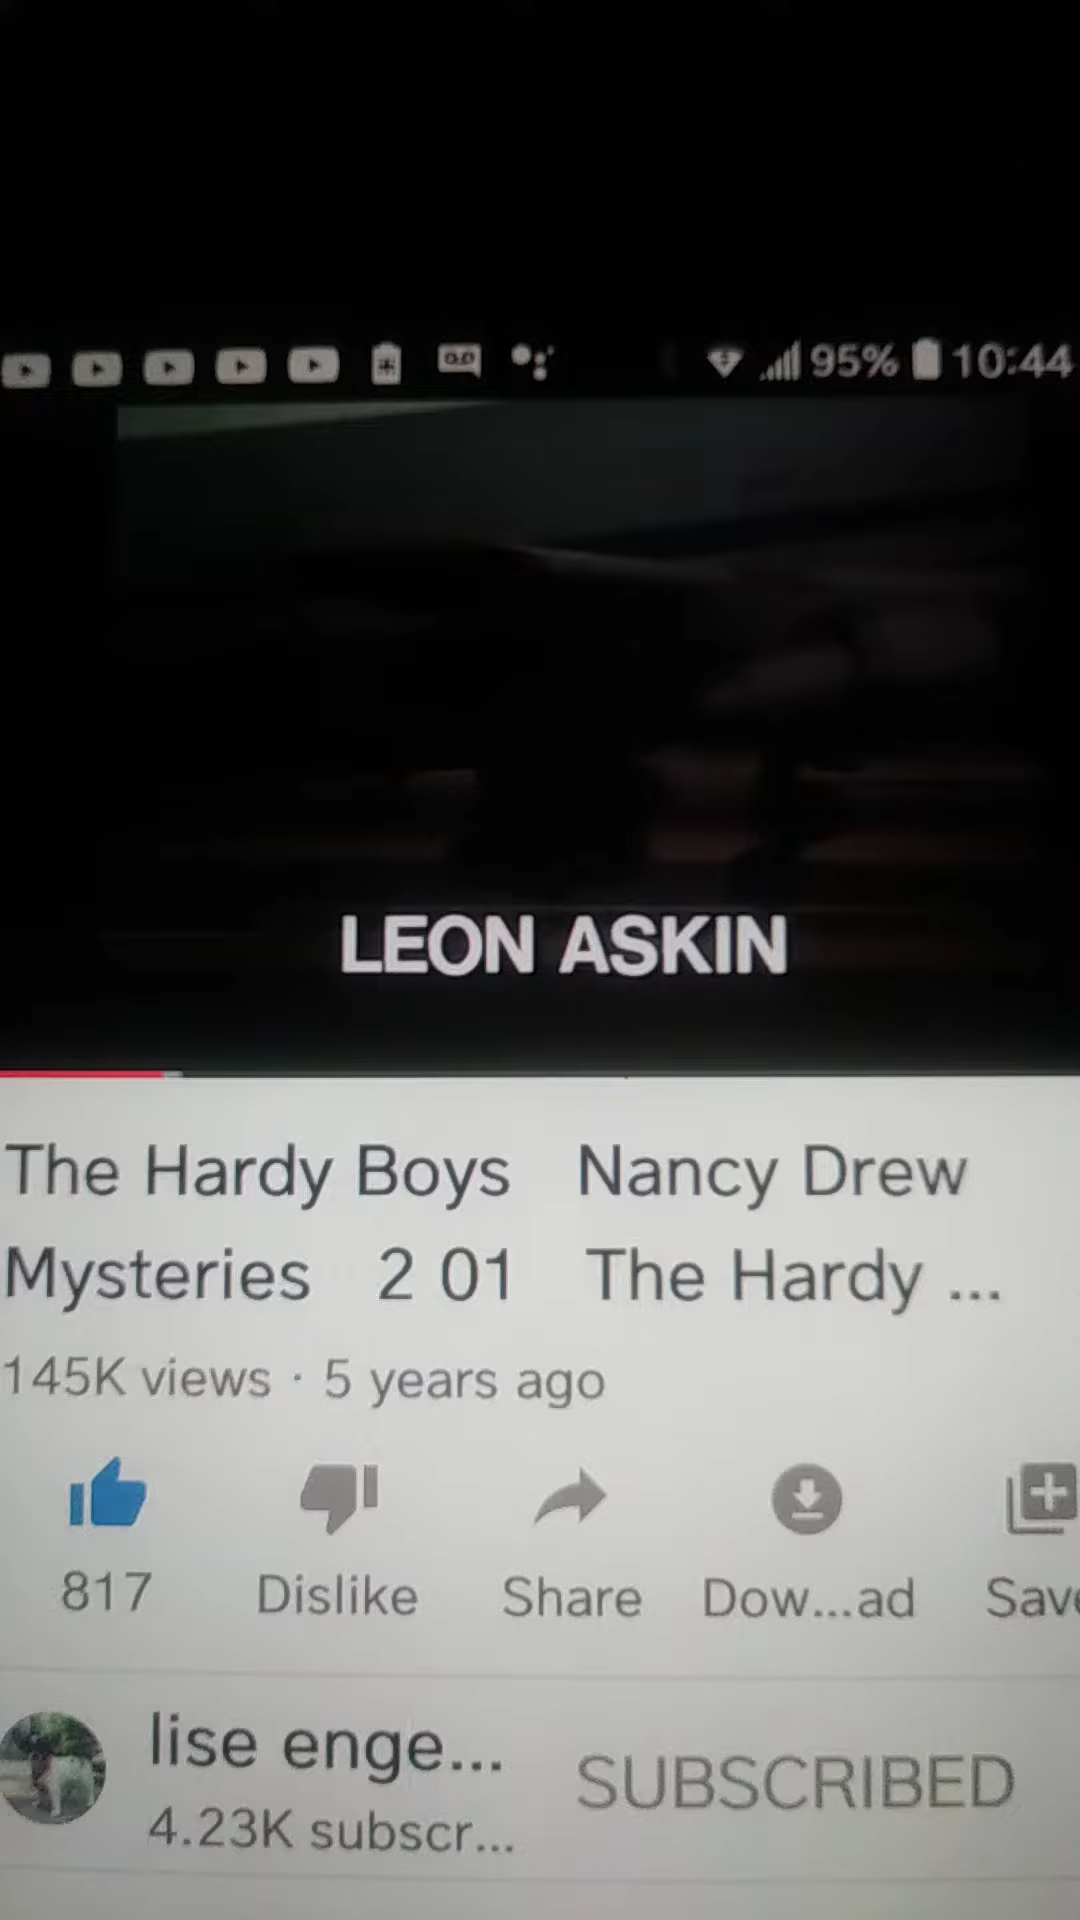 95% 10:44
LEON ASKIN
The Hardy Boys Nancy Drew
Mysteries 2 01 The Hardy ...
145K views · 5 years ago
817 Dislike Share Dow...ad Save
lise enge...
SUBSCRIBED
4.23K subscr...